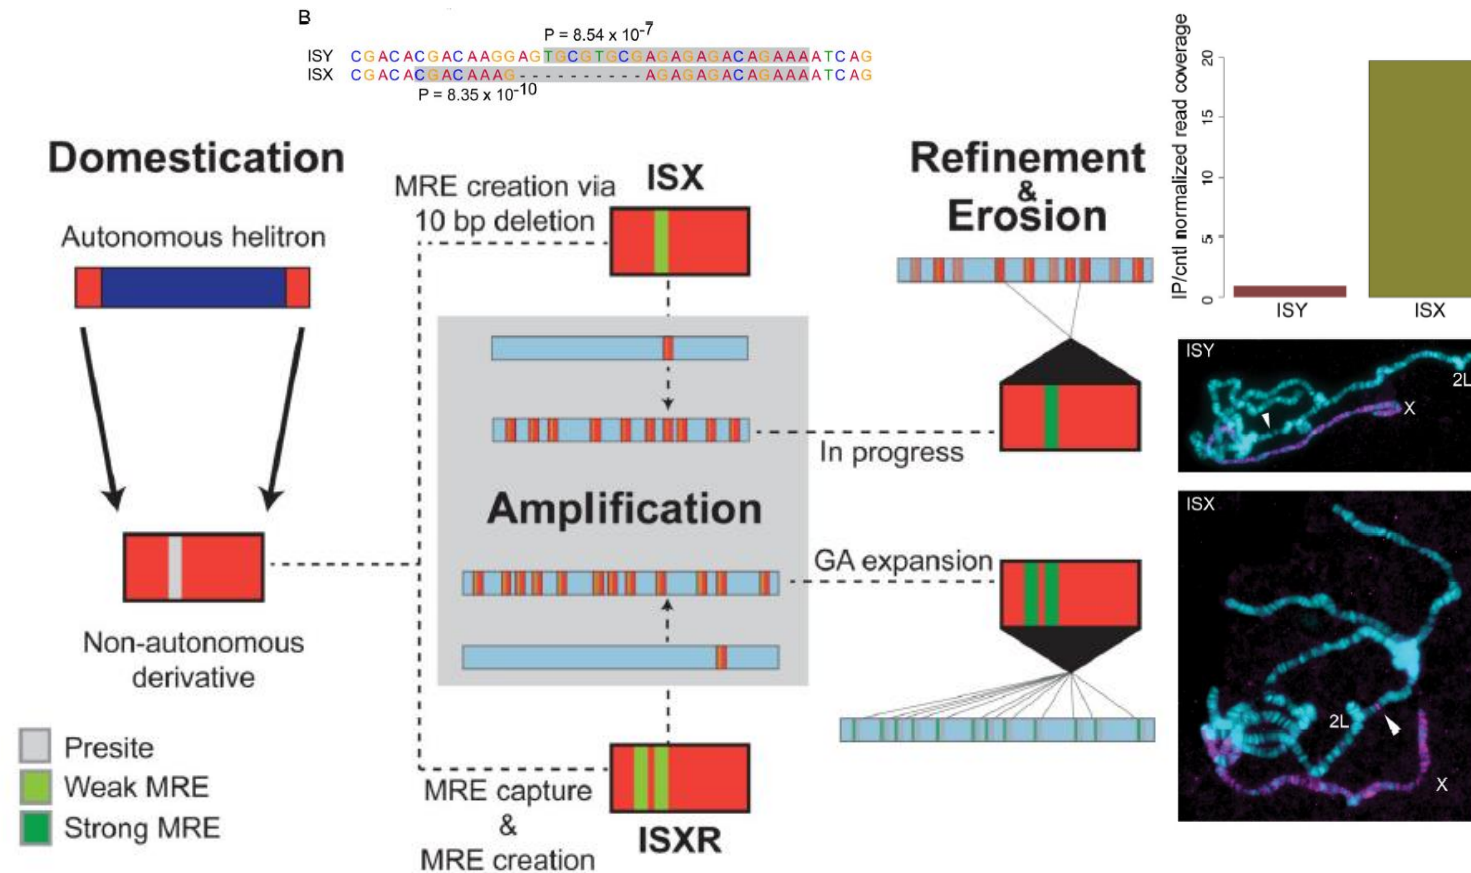 B
P = 8.54 x 10-7
ISY CGACACGACAAGGAGTGCGTGCGAGAGAGACAGAAAATCAG
ISX CGACACGACAAAG----------AGAGAGACAGAAAATCAG
P = 8.35 x 10-10
Domestication
Autonomous helitron
Non-autonomous
derivative
Presite
Weak MRE
Strong MRE
MRE creation via
10 bp deletion
ISX
Amplification
MRE capture
&
MRE creation
ISXR
Refinement
&
Erosion
In progress
GA expansion
IP/cntl normalized read coverage
20
15
10
5
0
ISY
ISX
ISY
2L
X
ISX
2L
X